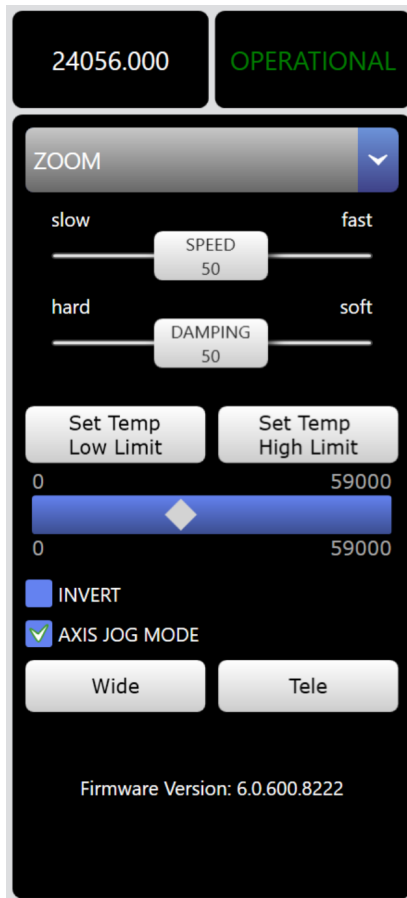 24056.000
OPERATIONAL
ZOOM
slow fast
SPEED
50
hard soft
DAMPING
50
Set Temp
Low Limit
Set Temp
High Limit
0 59000
0 59000
INVERT
AXIS JOG MODE
Wide
Tele
Firmware Version: 6.0.600.8222